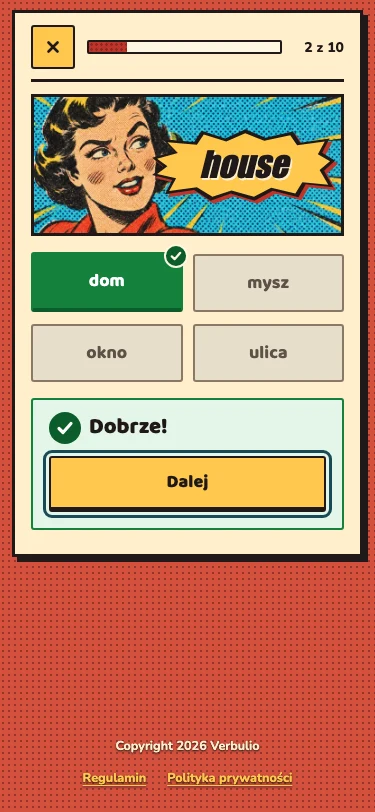 2 z 10
house
dom
mysz
okno
ulica
Dobrze!
Dalej
Copyright 2026 Verbulio
Regulamin Polityka prywatności